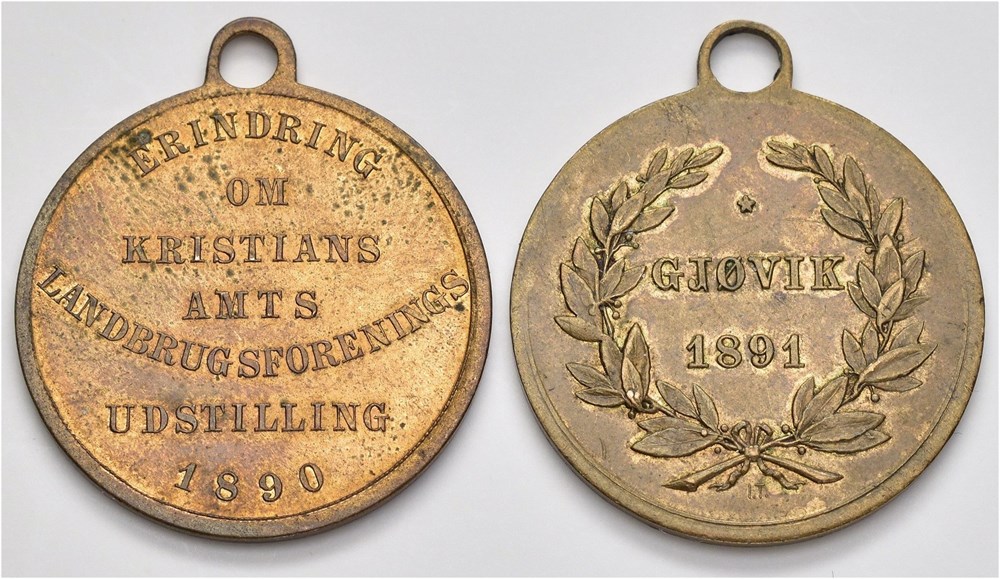 ERINDRING
OM
KRISTIANS
AMTS
LANDBRUGSFORENINGS
UDSTILLING
1890
GJØVIK
1891